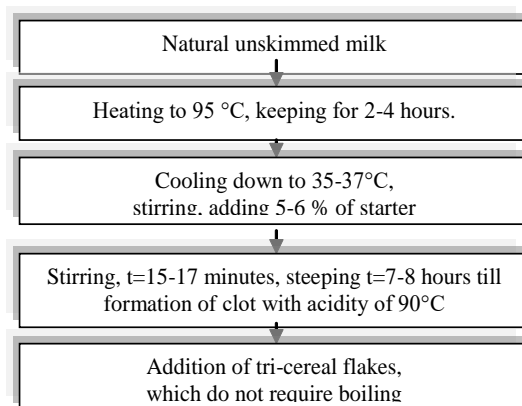 Natural unskimmed milk
Heating to 95 °C, keeping for 2-4 hours.
Cooling down to 35-37°C,
stirring, adding 5-6 % of starter
Stirring, t=15-17 minutes, steeping t=7-8 hours till
formation of clot with acidity of 90°C
Addition of tri-cereal flakes,
which do not require boiling